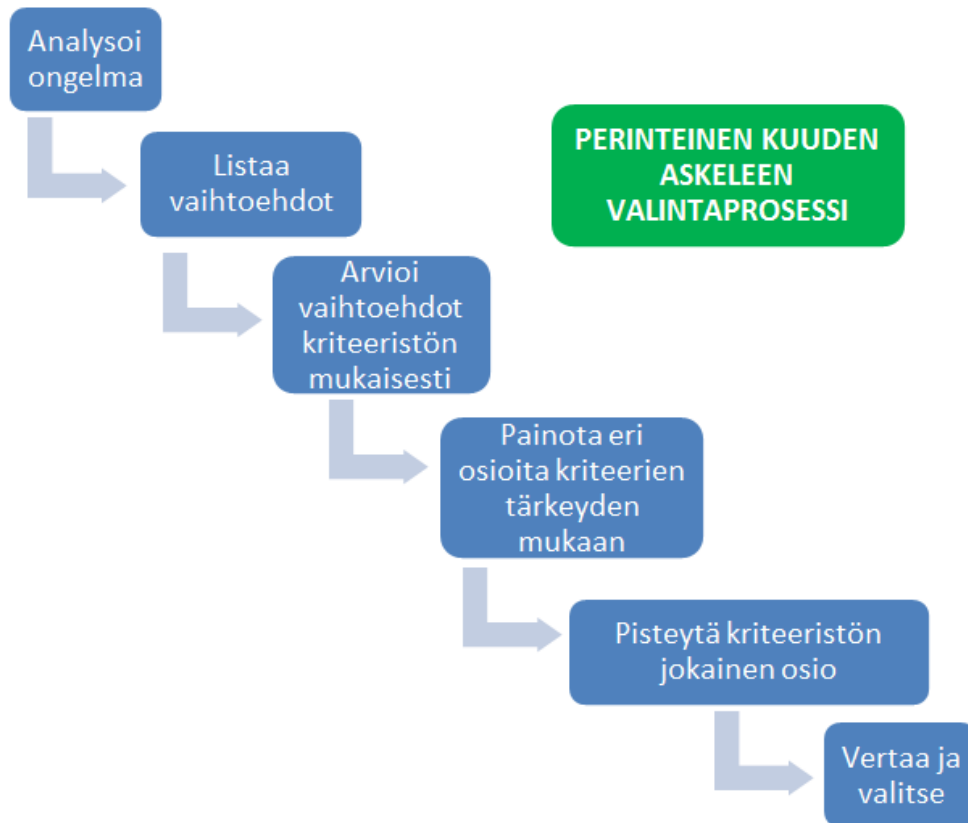 Analysoi
ongelma
PERINTEINEN KUUDEN
ASKELEEN
VALINTAPROSESSI
Listaa
vaihtoehdot
Arvioi
vaihtoehdot
kriteeristön
mukaisesti
Painota eri
osioita kriteerien
tärkeyden
mukaan
Pisteytä kriteeristön
jokainen osio
Vertaa ja
valitse